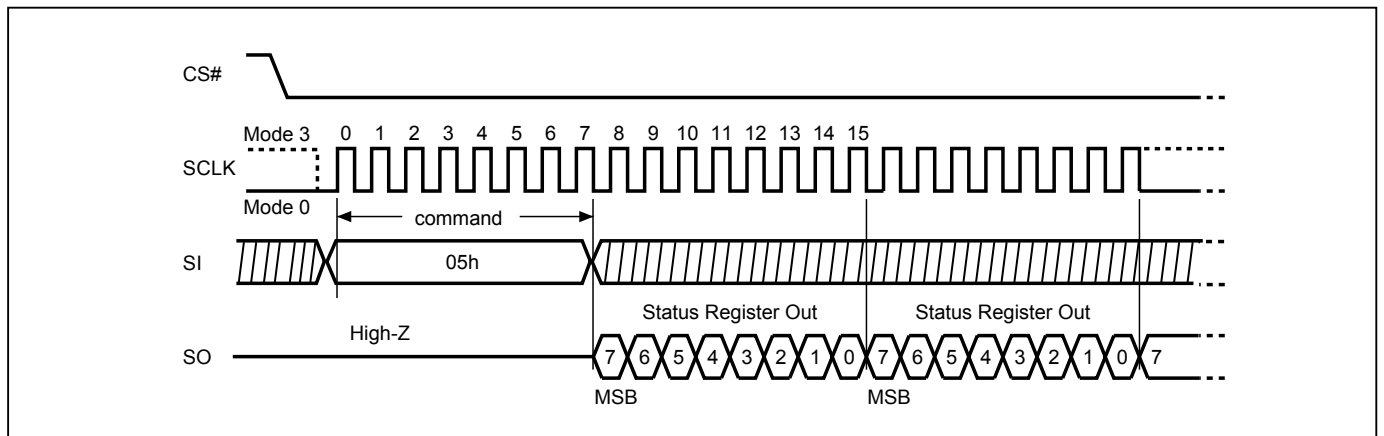 CS#
Mode 3 0 1 2 3 4 5 6 7 8 9 10 11 12 13 14 15
SCLK
Mode 0
command
SI
05h
Status Register Out Status Register Out
High-Z
SO
7 6 5 4 3 2 1 0 7 6 5 4 3 2 1 0 7
MSB MSB